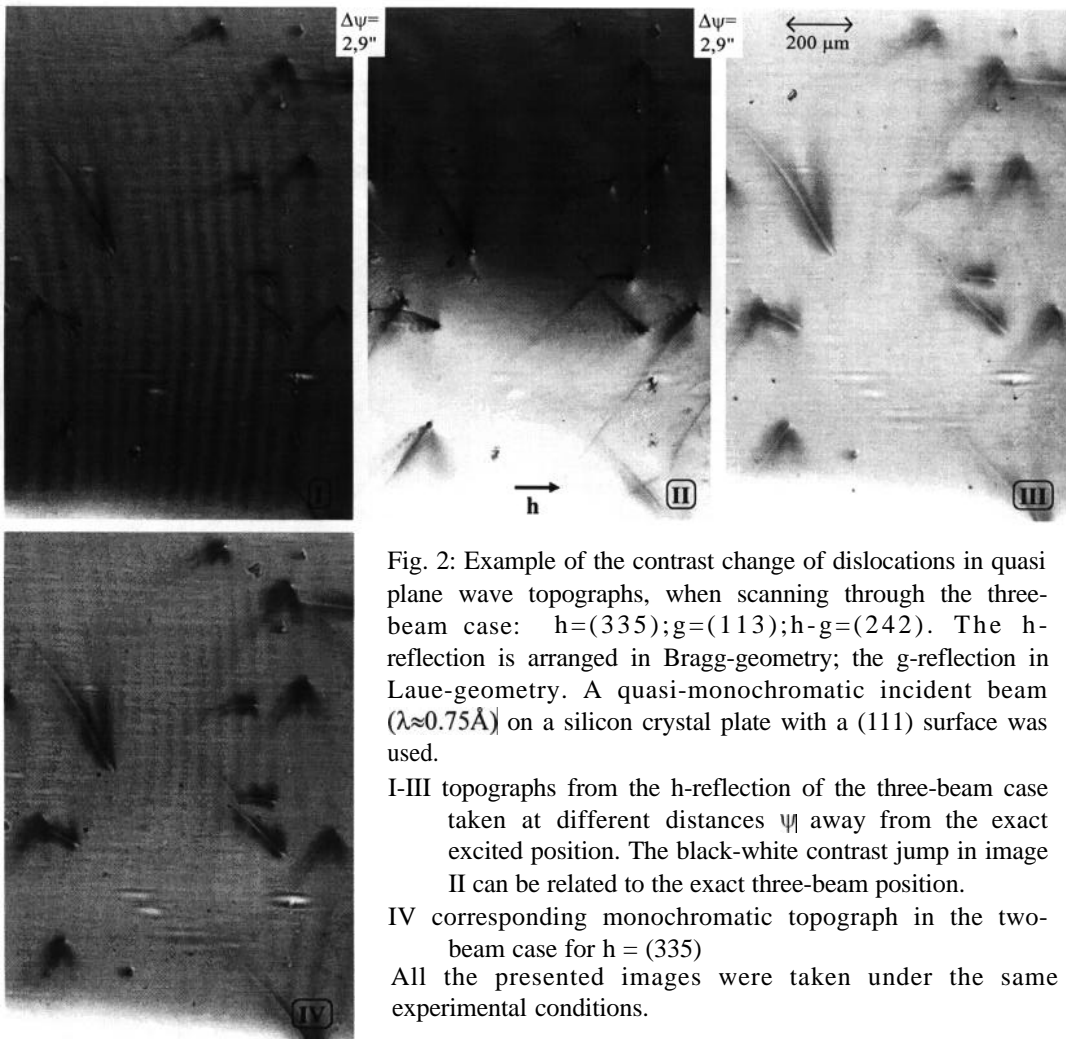 Δψ=
2,9"
Δψ=
2,9"
200 μm
I
h
II
III
IV
Fig. 2: Example of the contrast change of dislocations in quasi
plane wave topographs, when scanning through the three-
beam case: h=(335);g=(113);h-g=(242). The h-
reflection is arranged in Bragg-geometry; the g-reflection in
Laue-geometry. A quasi-monochromatic incident beam
(λ≈0.75Å) on a silicon crystal plate with a (111) surface was
used.
I-III topographs from the h-reflection of the three-beam case
taken at different distances ψ away from the exact
excited position. The black-white contrast jump in image
II can be related to the exact three-beam position.
IV corresponding monochromatic topograph in the two-
beam case for h = (335)
All the presented images were taken under the same
experimental conditions.